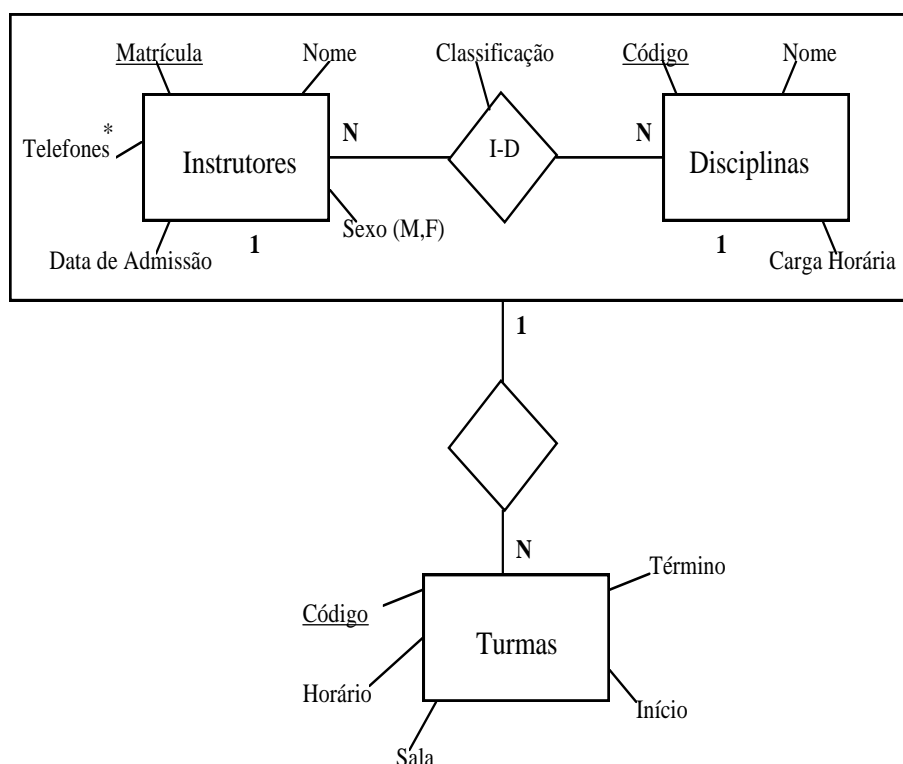 Matrícula Nome Classificação Código Nome
Telefones* N N
Instrutores I-D Disciplinas
Sexo (M,F)
Data de Admissão 1 1 Carga Horária
1
N
Término
Código
Turmas
Horário
Início
Sala